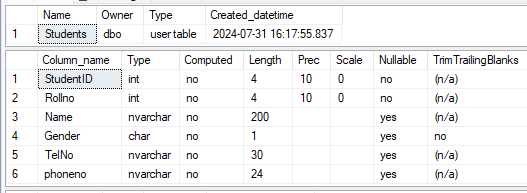 Name Owner Type Created_datetime
1 Students dbo user table 2024-07-31 16:17:55.837
Column_name Type Computed Length Prec Scale Nullable TrimTrailingBlanks
1 StudentID int no 4 10 0 no (n/a)
2 Rollno int no 4 10 0 no (n/a)
3 Name nvarchar no 200 yes (n/a)
4 Gender char no 1 yes no
5 TelNo nvarchar no 30 yes (n/a)
6 phoneno nvarchar no 24 yes (n/a)